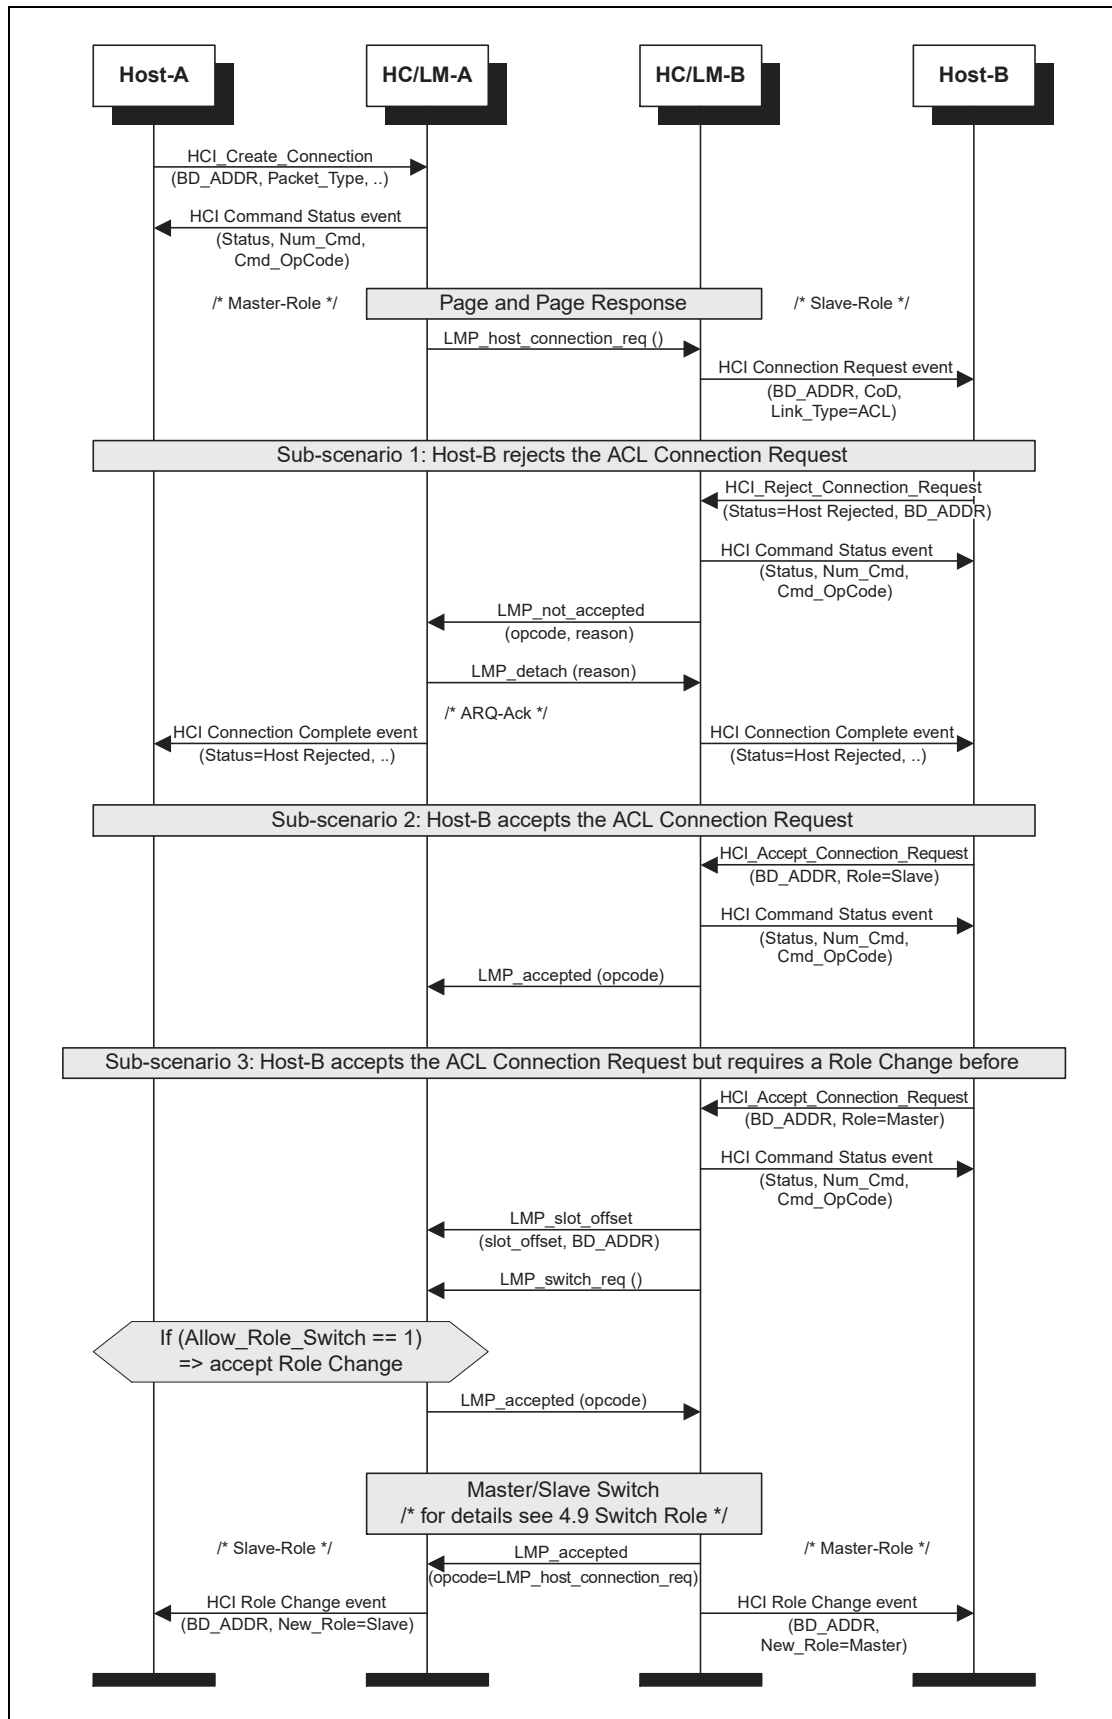 Host-A
HC/LM-A
HC/LM-B
Host-B
HCI_Create_Connection
(BD_ADDR, Packet_Type, ..)
HCI Command Status event
(Status, Num_Cmd,
Cmd_OpCode)
/* Master-Role */
Page and Page Response
/* Slave-Role */
LMP_host_connection_req ()
HCI Connection Request event
(BD_ADDR, CoD,
Link_Type=ACL)
Sub-scenario 1: Host-B rejects the ACL Connection Request
HCI_Reject_Connection_Request
(Status=Host Rejected, BD_ADDR)
HCI Command Status event
(Status, Num_Cmd,
Cmd_OpCode)
LMP_not_accepted
(opcode, reason)
LMP_detach (reason)
/* ARQ-Ack */
HCI Connection Complete event
(Status=Host Rejected, ..)
HCI Connection Complete event
(Status=Host Rejected, ..)
Sub-scenario 2: Host-B accepts the ACL Connection Request
HCI_Accept_Connection_Request
(BD_ADDR, Role=Slave)
HCI Command Status event
(Status, Num_Cmd,
Cmd_OpCode)
LMP_accepted (opcode)
Sub-scenario 3: Host-B accepts the ACL Connection Request but requires a Role Change before
HCI_Accept_Connection_Request
(BD_ADDR, Role=Master)
HCI Command Status event
(Status, Num_Cmd,
Cmd_OpCode)
LMP_slot_offset
(slot_offset, BD_ADDR)
LMP_switch_req ()
If (Allow_Role_Switch == 1)
=> accept Role Change
LMP_accepted (opcode)
Master/Slave Switch
/* for details see 4.9 Switch Role */
/* Slave-Role */
LMP_accepted
(opcode=LMP_host_connection_req)
/* Master-Role */
HCI Role Change event
(BD_ADDR, New_Role=Slave)
HCI Role Change event
(BD_ADDR,
New_Role=Master)